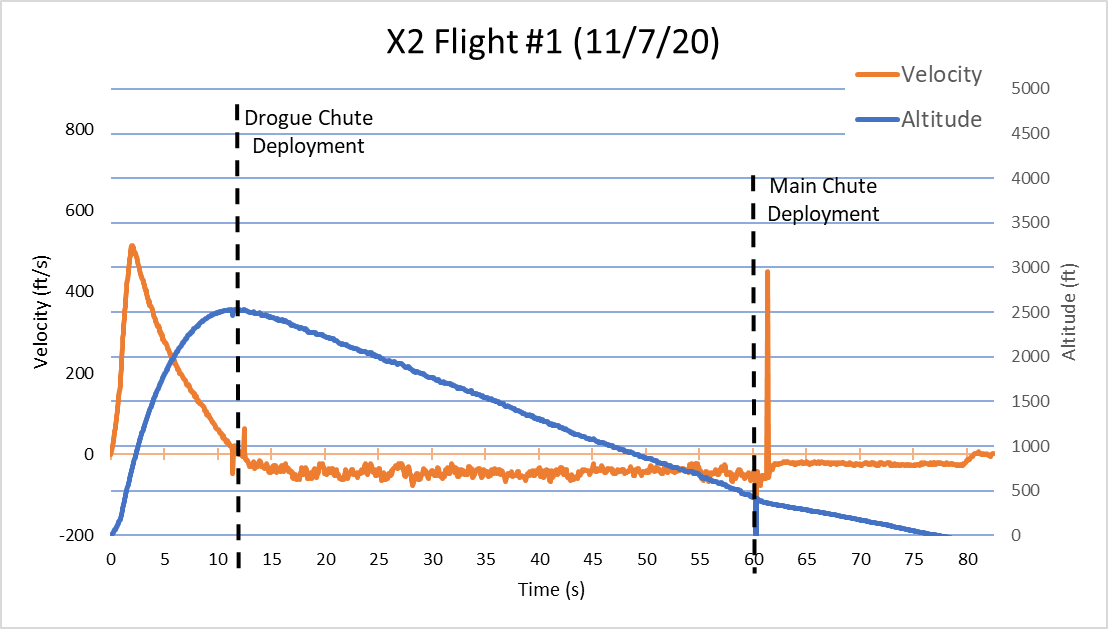 X2 Flight #1 (11/7/20)
Velocity
Altitude
Drogue Chute
Deployment
Main Chute
Deployment
Velocity (ft/s)
800
600
400
200
0
-200
5000
4500
4000
3500
3000
2500
2000
1500
1000
500
0
Altitude (ft)
0 5 10 15 20 25 30 35 40 45 50 55 60 65 70 75 80
Time (s)